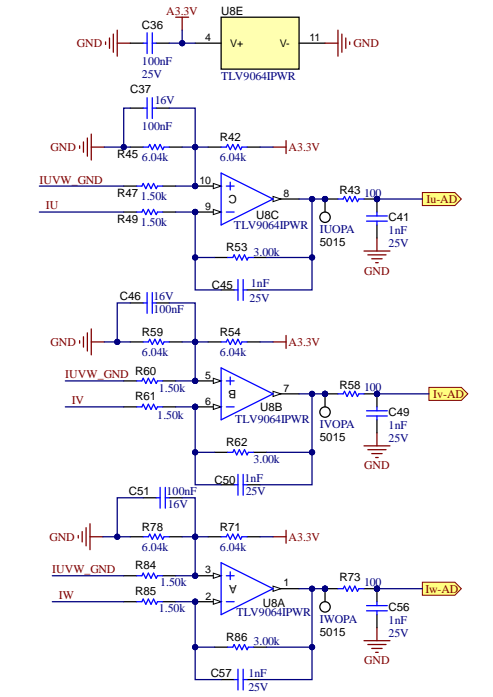 A3.3V
U8E
C36
GND
4
V+
V-
11
GND
100nF
25V
TLV9064IPWR
C37
16V
100nF
R42
GND
A3.3V
R45
6.04k
6.04k
IUVW_GND
10
R47
1.50k
+
C
8
R43
100
Iu-AD
IU
9
R49
1.50k
U8C
TLV9064IPWR
IUOPA
5015
C41
1nF
25V
R53
3.00k
GND
C45
1nF
25V
C46
16V
100nF
R59
R54
GND
A3.3V
6.04k
6.04k
IUVW_GND
R60
5
1.50k
+
B
7
R58
100
Iv-AD
IV
R61
6
1.50k
U8B
TLV9064IPWR
IVOPA
5015
C49
1nF
25V
R62
3.00k
GND
C50
1nF
25V
C51
100nF
16V
R78
R71
GND
A3.3V
6.04k
6.04k
IUVW_GND
R84
3
1.50k
+
A
1
R73
100
Iw-AD
IW
R85
2
1.50k
U8A
TLV9064IPWR
IWOPA
5015
C56
1nF
25V
R86
3.00k
GND
C57
1nF
25V